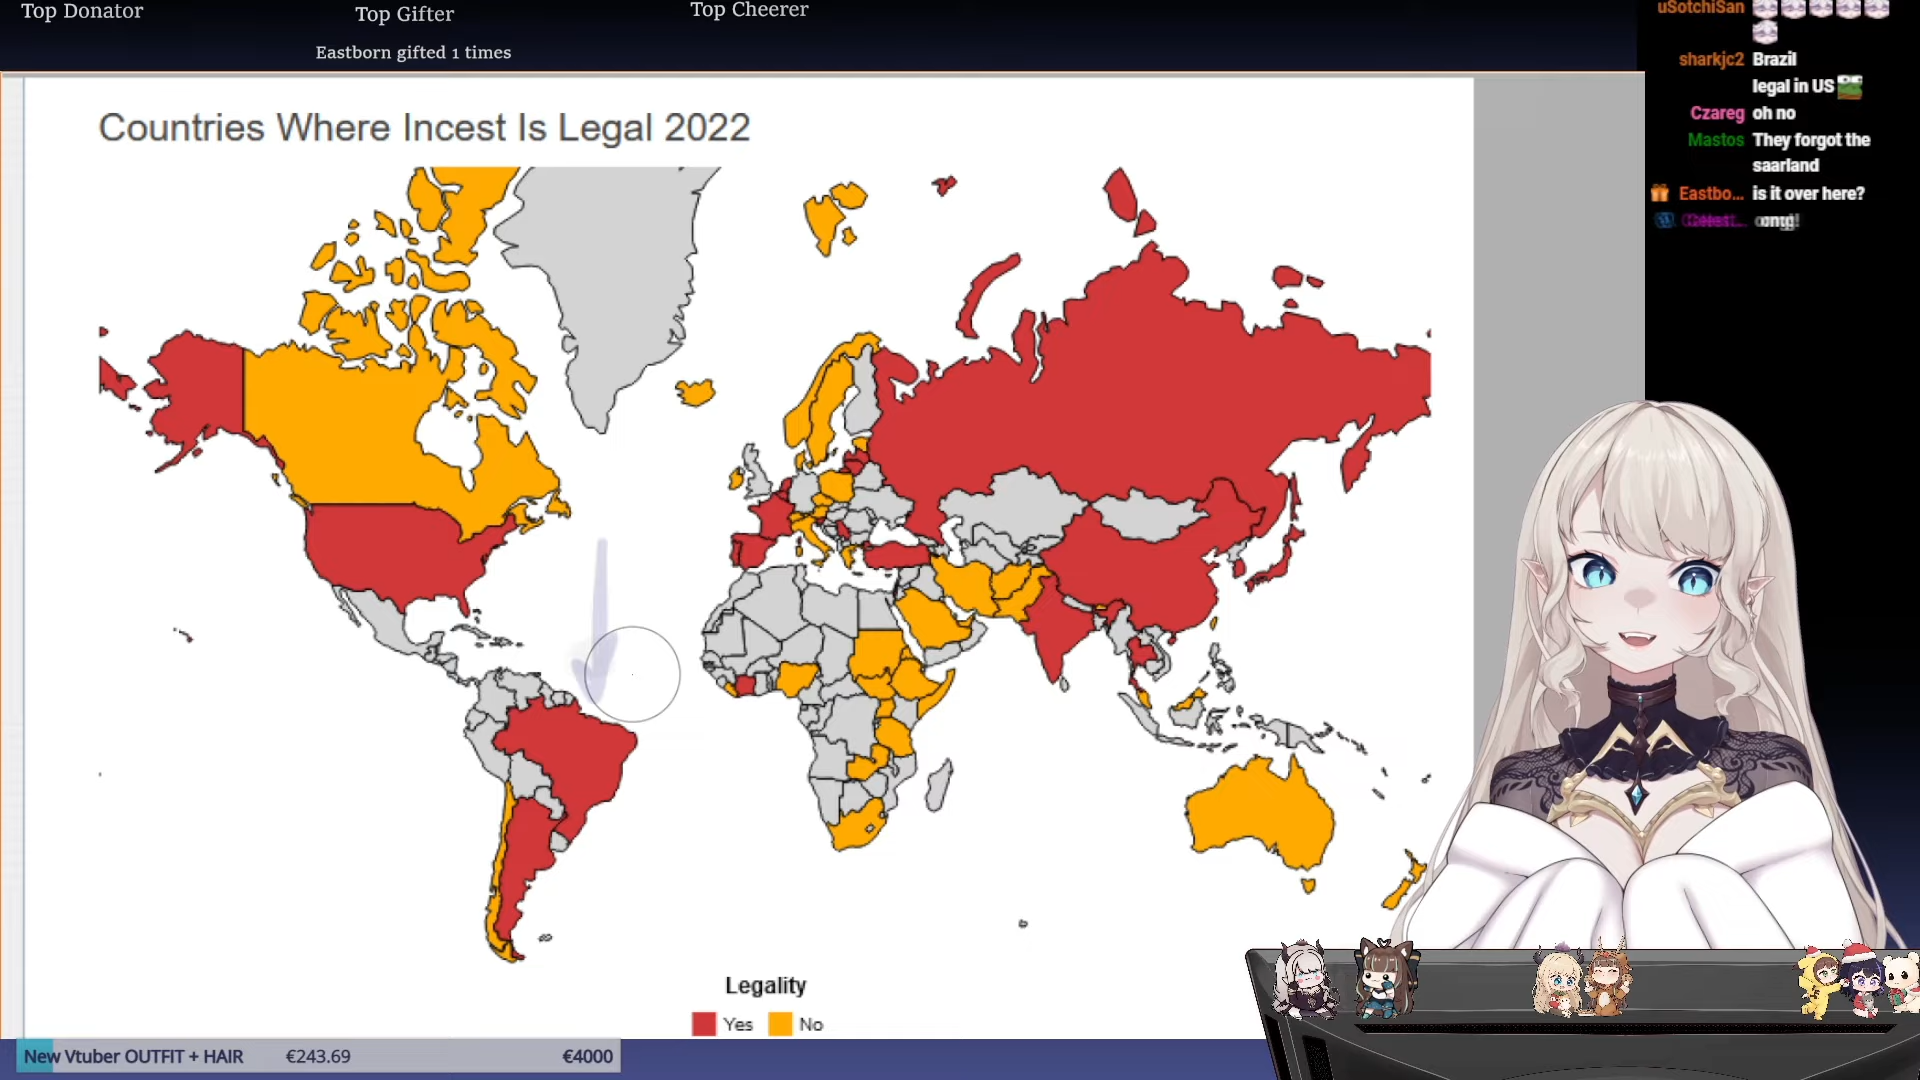 Top Donator
Top Gifter
Top Cheerer
Eastborn gifted 1 times
uSotchiSan
sharkjc2 Brazil
legal in US
Czareg oh no
Mastos They forgot the
saarland
Eastbo... is it over here?
Countries Where Incest Is Legal 2022
Legality
Yes No
New Vtuber OUTFIT + HAIR €243.69 €4000